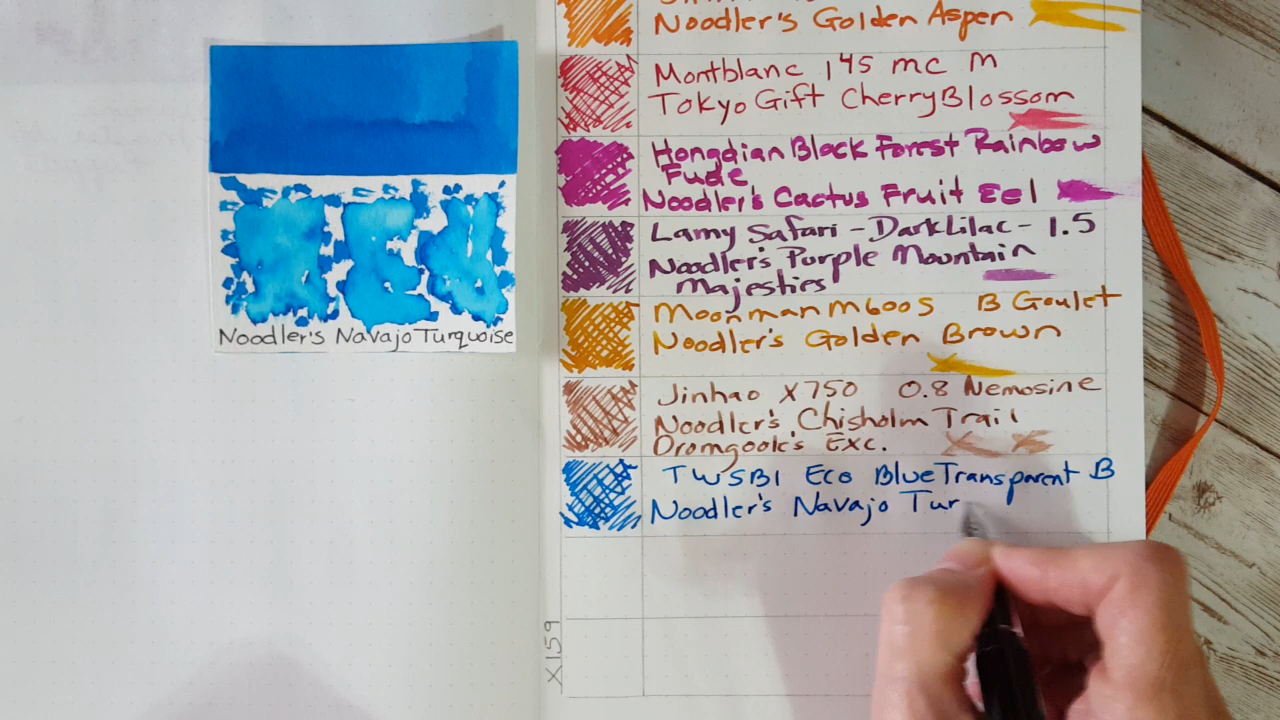 Noodler's Golden Aspen
Montblanc 145 MC M
Tokyo Gift CherryBlossom
Hongdian Black Forest Rainbow
Fude
Noodler's Cactus Fruit Eel
Lamy Safari - Dark Lilac - 1.5
Noodler's Purple Mountain
Majesties
Moonman M600S B Goulet
Noodler's Golden Brown
Jinhao X750 0.8 Nemosine
Noodler's Chisholm Trail
Dromgoole's Exc.
TWSBI Eco Blue Transparent B
Noodler's Navajo Tur
Noodler's Navajo Turquoise
X159